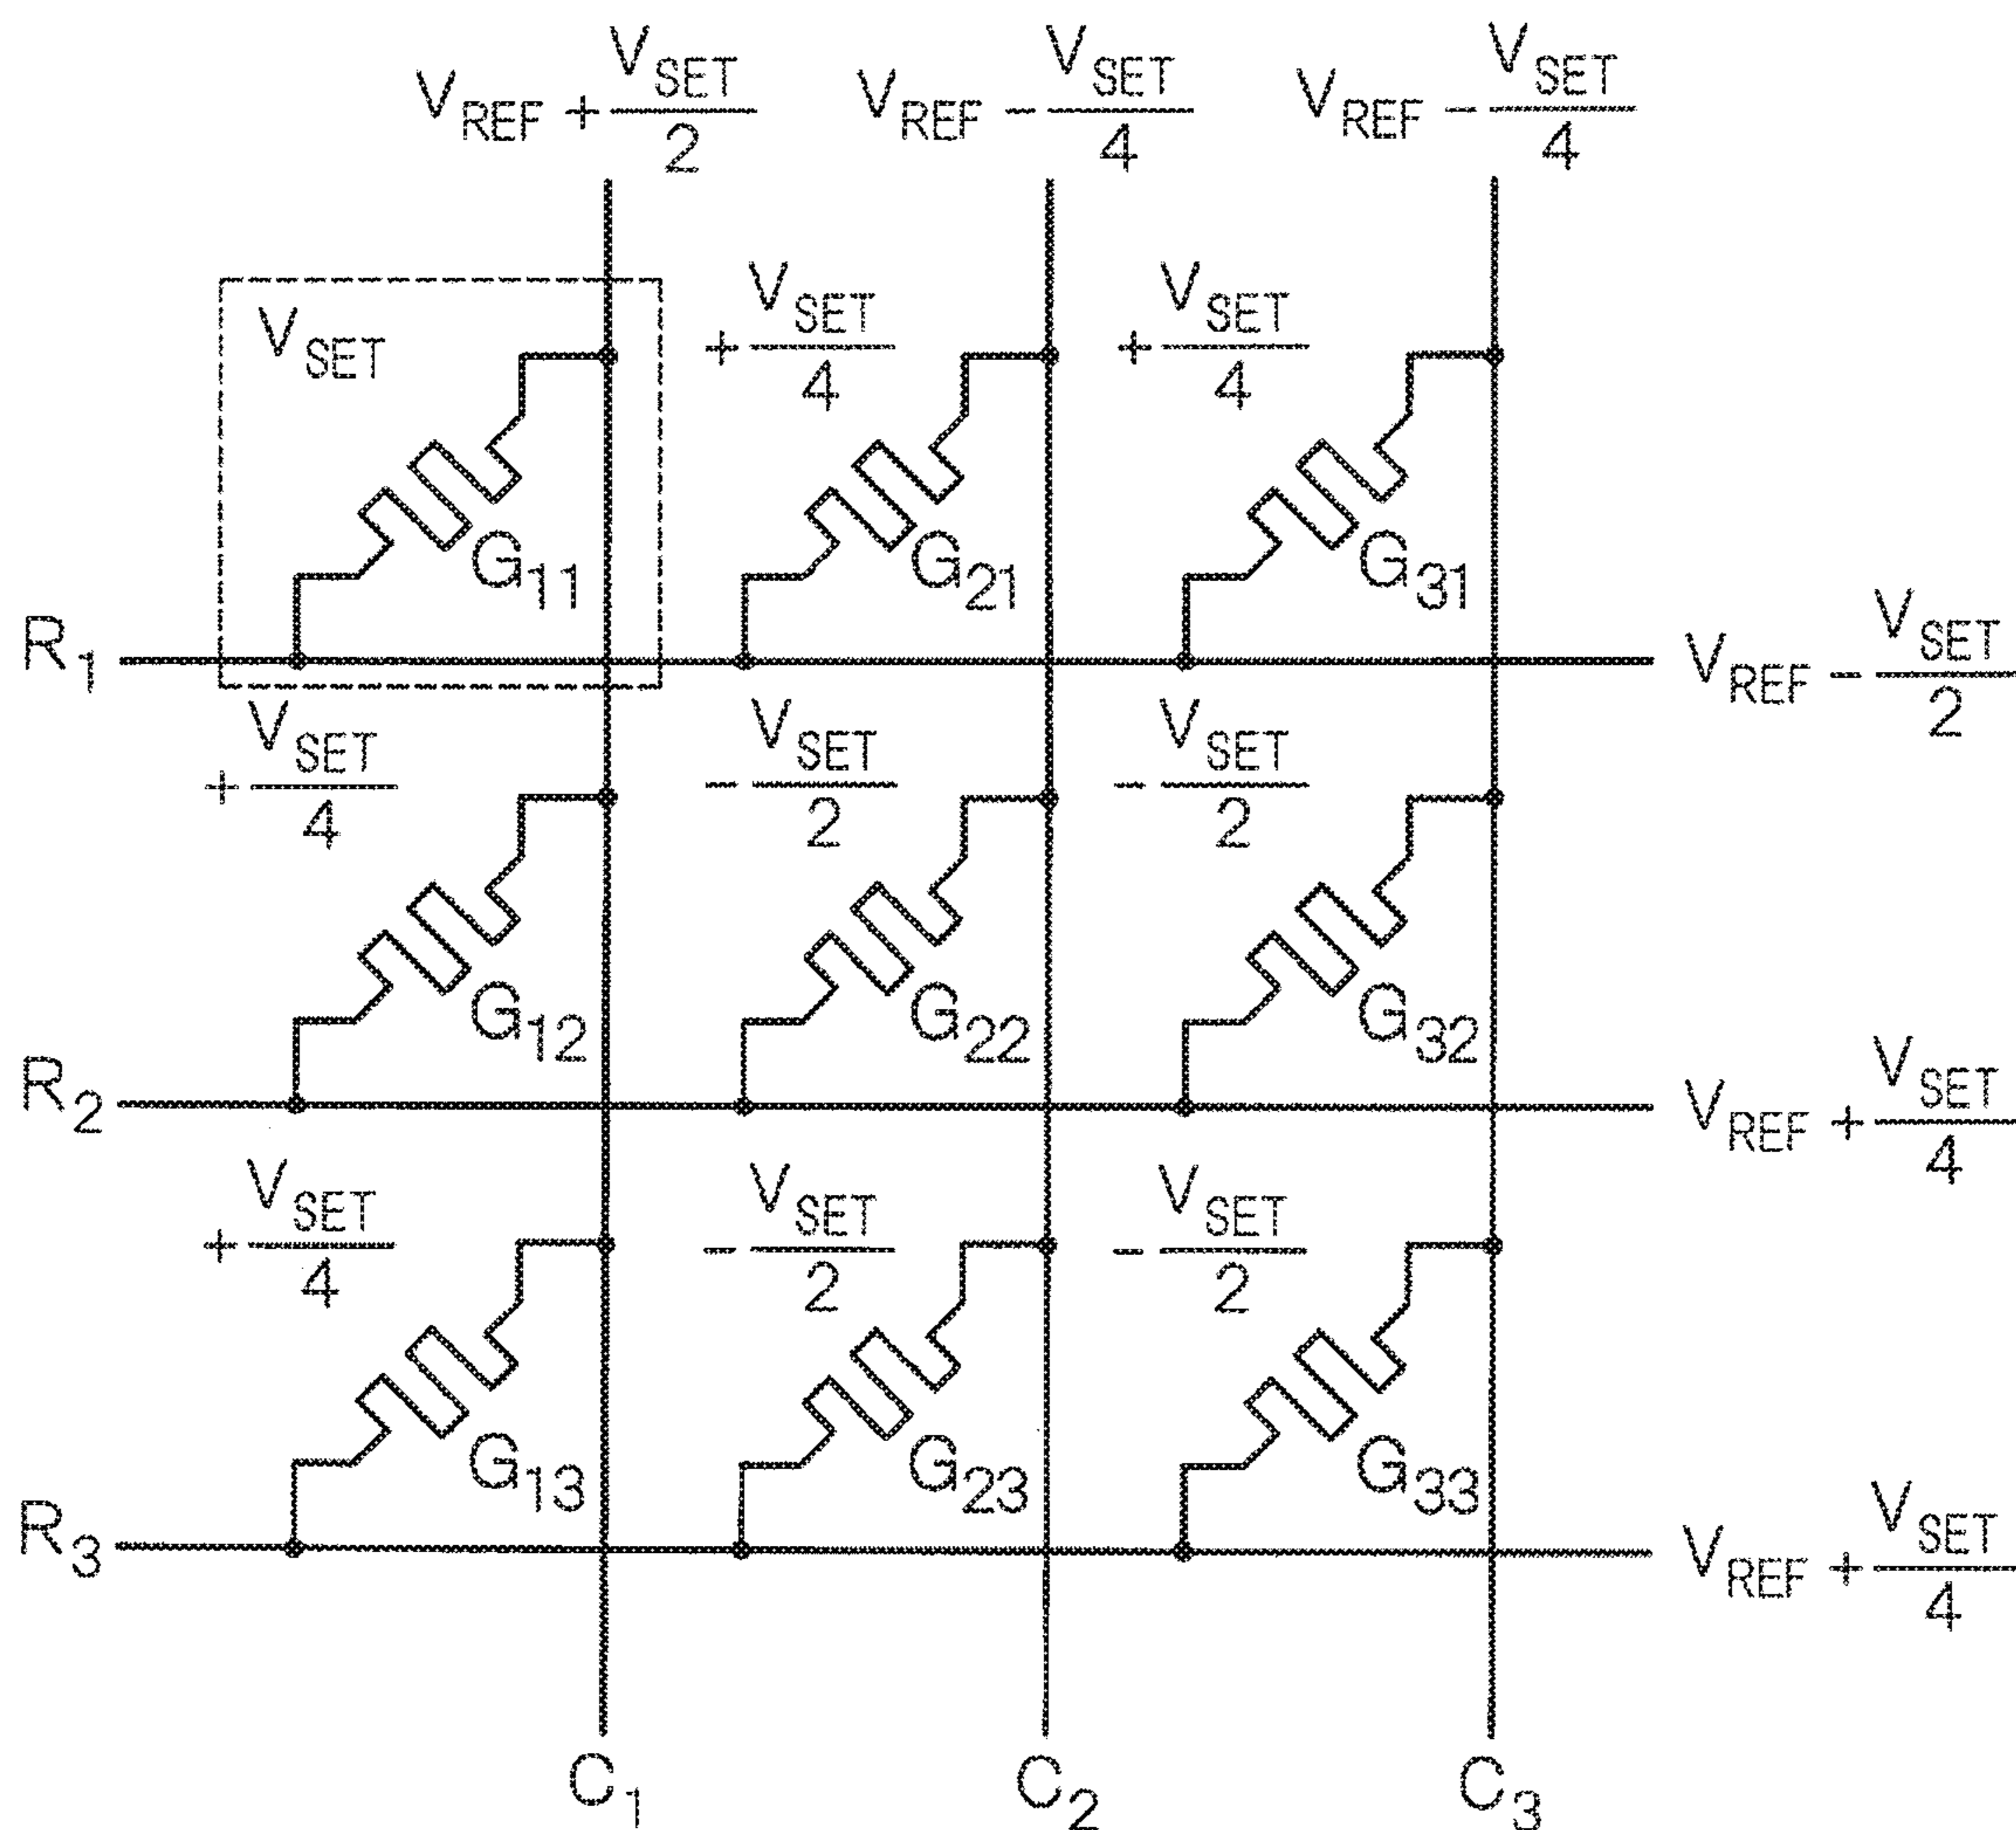 V_REF + V_SET/2 V_REF - V_SET/4 V_REF - V_SET/4
V_SET + V_SET/4 + V_SET/4
G_11 G_21 G_31
R_1 V_REF - V_SET/2
+ V_SET/4 - V_SET/2 - V_SET/2
G_12 G_22 G_32
R_2 V_REF + V_SET/4
+ V_SET/4 - V_SET/2 - V_SET/2
G_13 G_23 G_33
R_3 V_REF + V_SET/4
C_1 C_2 C_3